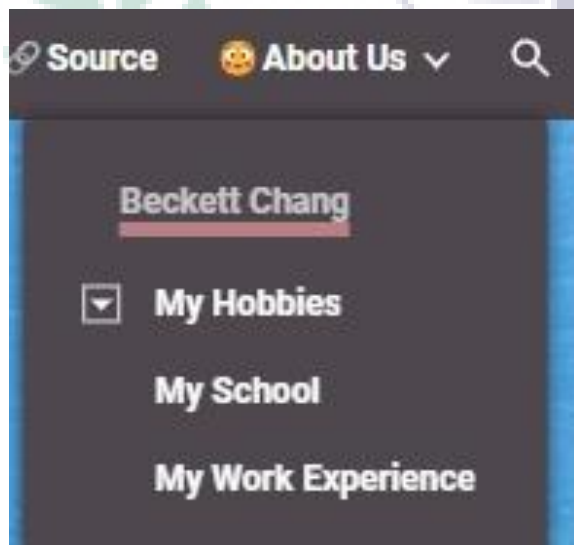 Source 😳 About Us
Beckett Chang
My Hobbies
My School
My Work Experience